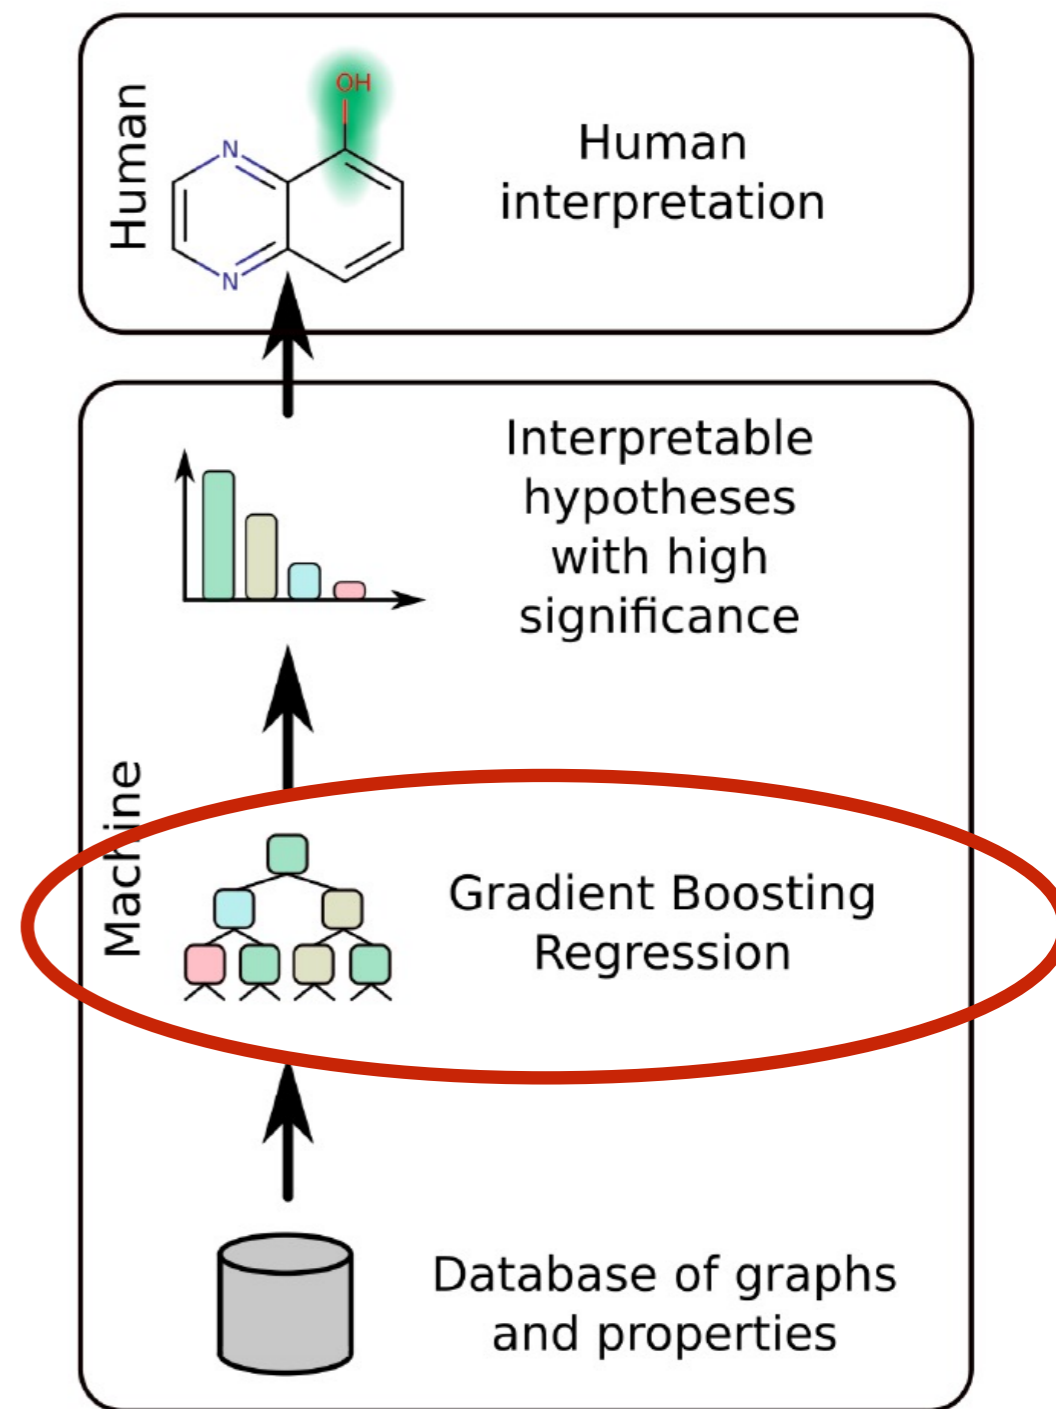 Human
OH
N
N
Human
interpretation
Interpretable
hypotheses
with high
significance
Machine
Gradient Boosting
Regression
Database of graphs
and properties